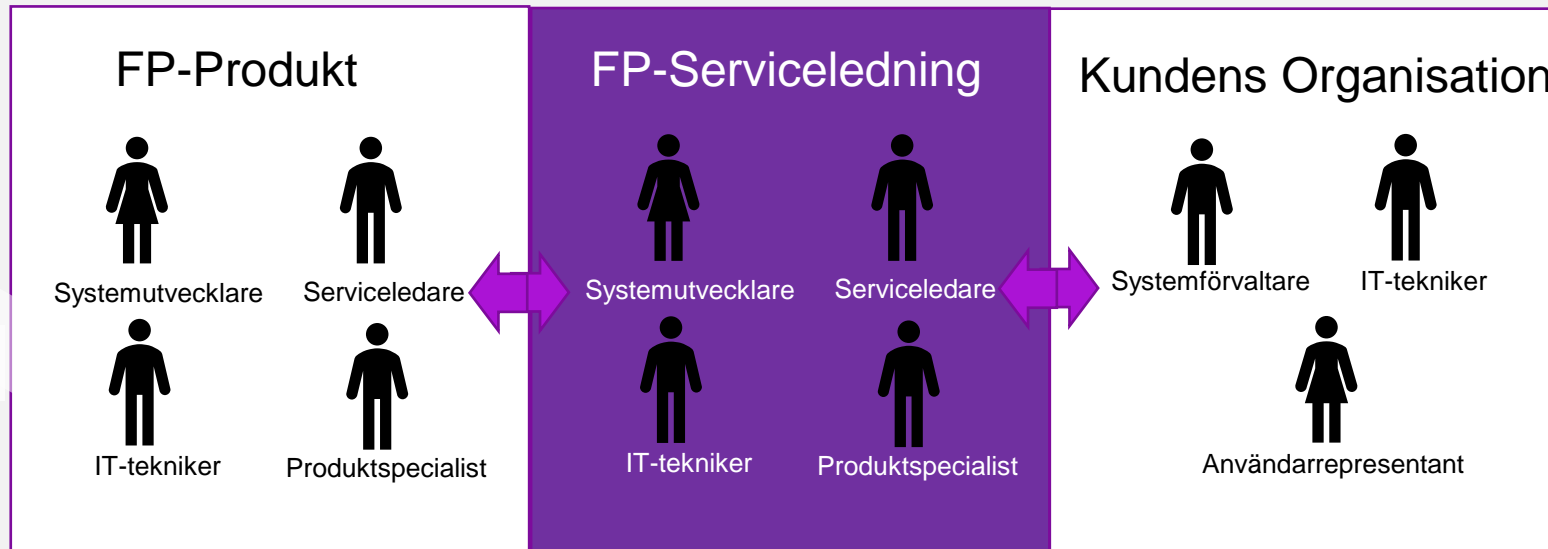 FP-Produkt
Systemutvecklare
Serviceledare
IT-tekniker
Produktspecialist
FP-Serviceledning
Systemutvecklare
Serviceledare
IT-tekniker
Produktspecialist
Kundens Organisation
Systemförvaltare
IT-tekniker
Användarrepresentant